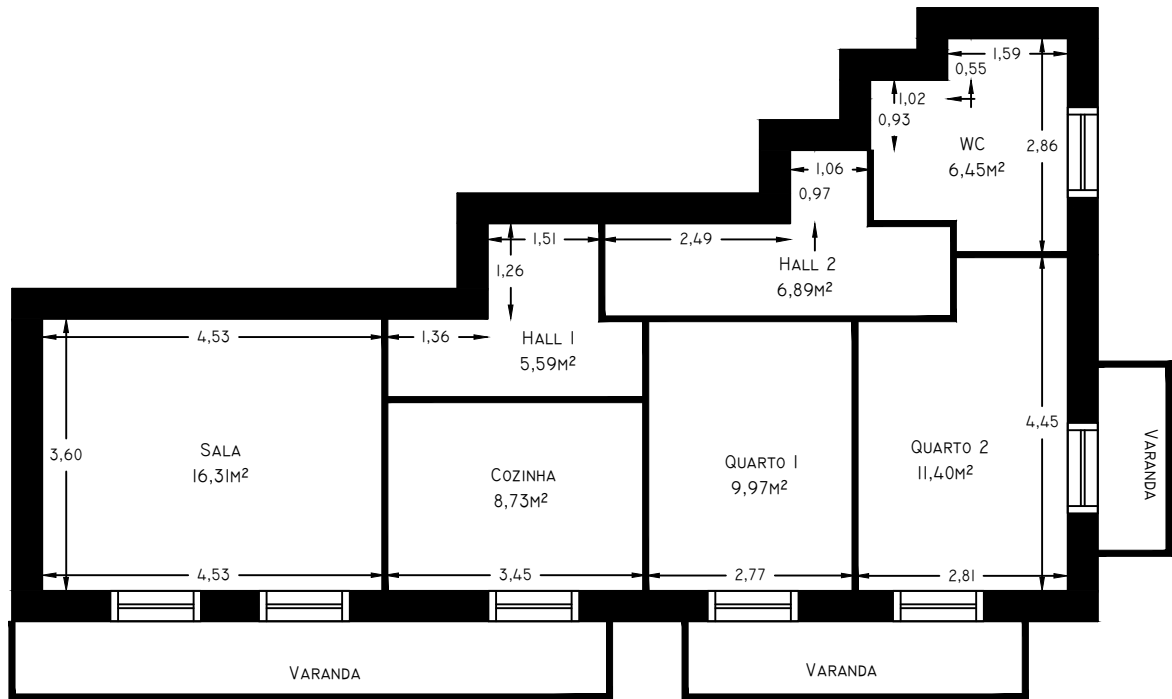 1,59
0,55
1,02
0,93
WC
6,45M²
2,86
1,06
0,97
1,51
2,49
1,26
HALL 2
6,89M²
4,53
1,36
HALL 1
5,59M²
3,60
SALA
16,31M²
COZINHA
8,73M²
QUARTO 1
9,97M²
QUARTO 2
11,40M²
4,45
VARANDA
4,53
3,45
2,77
2,81
VARANDA
VARANDA